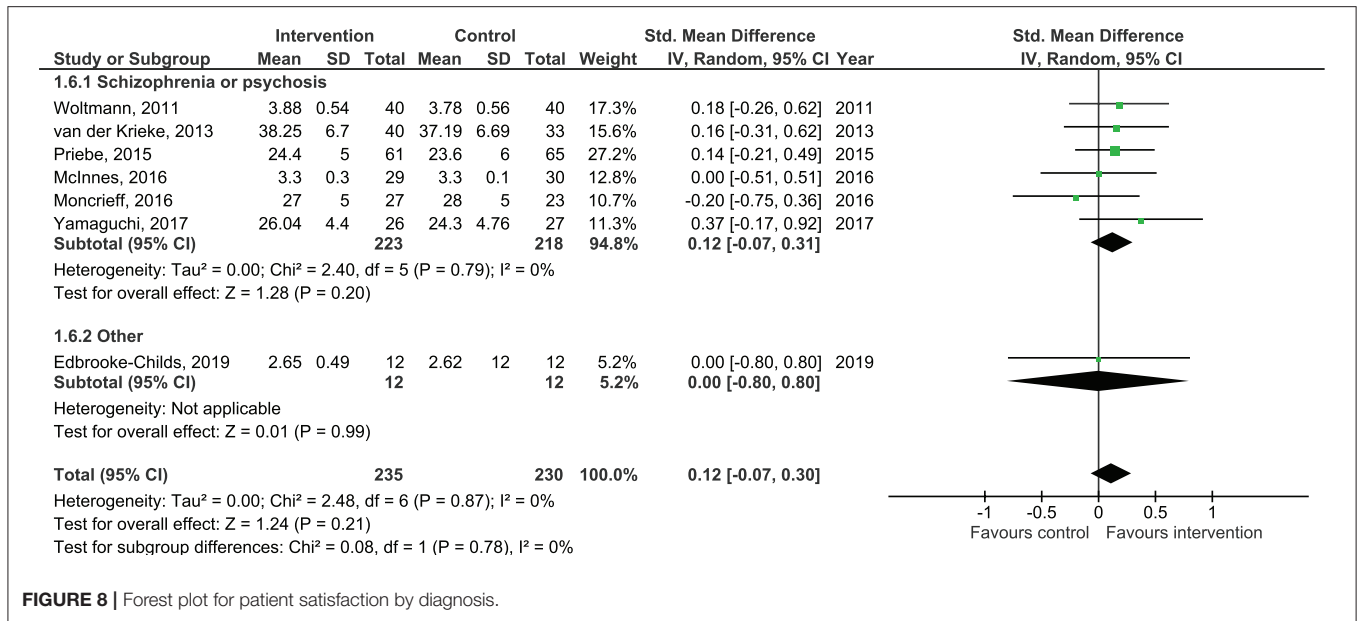 Intervention Control Std. Mean Difference Std. Mean Difference
Study or Subgroup Mean SD Total Mean SD Total Weight IV, Random, 95% CI Year IV, Random, 95% CI
1.6.1 Schizophrenia or psychosis
Woltmann, 2011 3.88 0.54 40 3.78 0.56 40 17.3% 0.18 [-0.26, 0.62] 2011
van der Krieke, 2013 38.25 6.7 40 37.19 6.69 33 15.6% 0.16 [-0.31, 0.62] 2013
Priebe, 2015 24.4 5 61 23.6 6 65 27.2% 0.14 [-0.21, 0.49] 2015
McInnes, 2016 3.3 0.3 29 3.3 0.1 30 12.8% 0.00 [-0.51, 0.51] 2016
Moncrieff, 2016 27 5 27 28 5 23 10.7% -0.20 [-0.75, 0.36] 2016
Yamaguchi, 2017 26.04 4.4 26 24.3 4.76 27 11.3% 0.37 [-0.17, 0.92] 2017
Subtotal (95% CI) 223 218 94.8% 0.12 [-0.07, 0.31]
Heterogeneity: Tau² = 0.00; Chi² = 2.40, df = 5 (P = 0.79); I² = 0%
Test for overall effect: Z = 1.28 (P = 0.20)
1.6.2 Other
Edbrooke-Childs, 2019 2.65 0.49 12 2.62 12 12 5.2% 0.00 [-0.80, 0.80] 2019
Subtotal (95% CI) 12 12 5.2% 0.00 [-0.80, 0.80]
Heterogeneity: Not applicable
Test for overall effect: Z = 0.01 (P = 0.99)
Total (95% CI) 235 230 100.0% 0.12 [-0.07, 0.30]
Heterogeneity: Tau² = 0.00; Chi² = 2.48, df = 6 (P = 0.87); I² = 0%
Test for overall effect: Z = 1.24 (P = 0.21)
Test for subgroup differences: Chi² = 0.08, df = 1 (P = 0.78), I² = 0%
-1 -0.5 0 0.5 1
Favours control Favours intervention
FIGURE 8 | Forest plot for patient satisfaction by diagnosis.